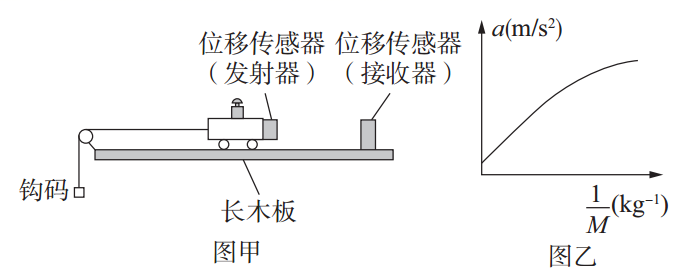 位移传感器 位移传感器
（发射器） （接收器）
钩码
长木板
图甲
a(m/s²)
1/M(kg⁻¹)
图乙